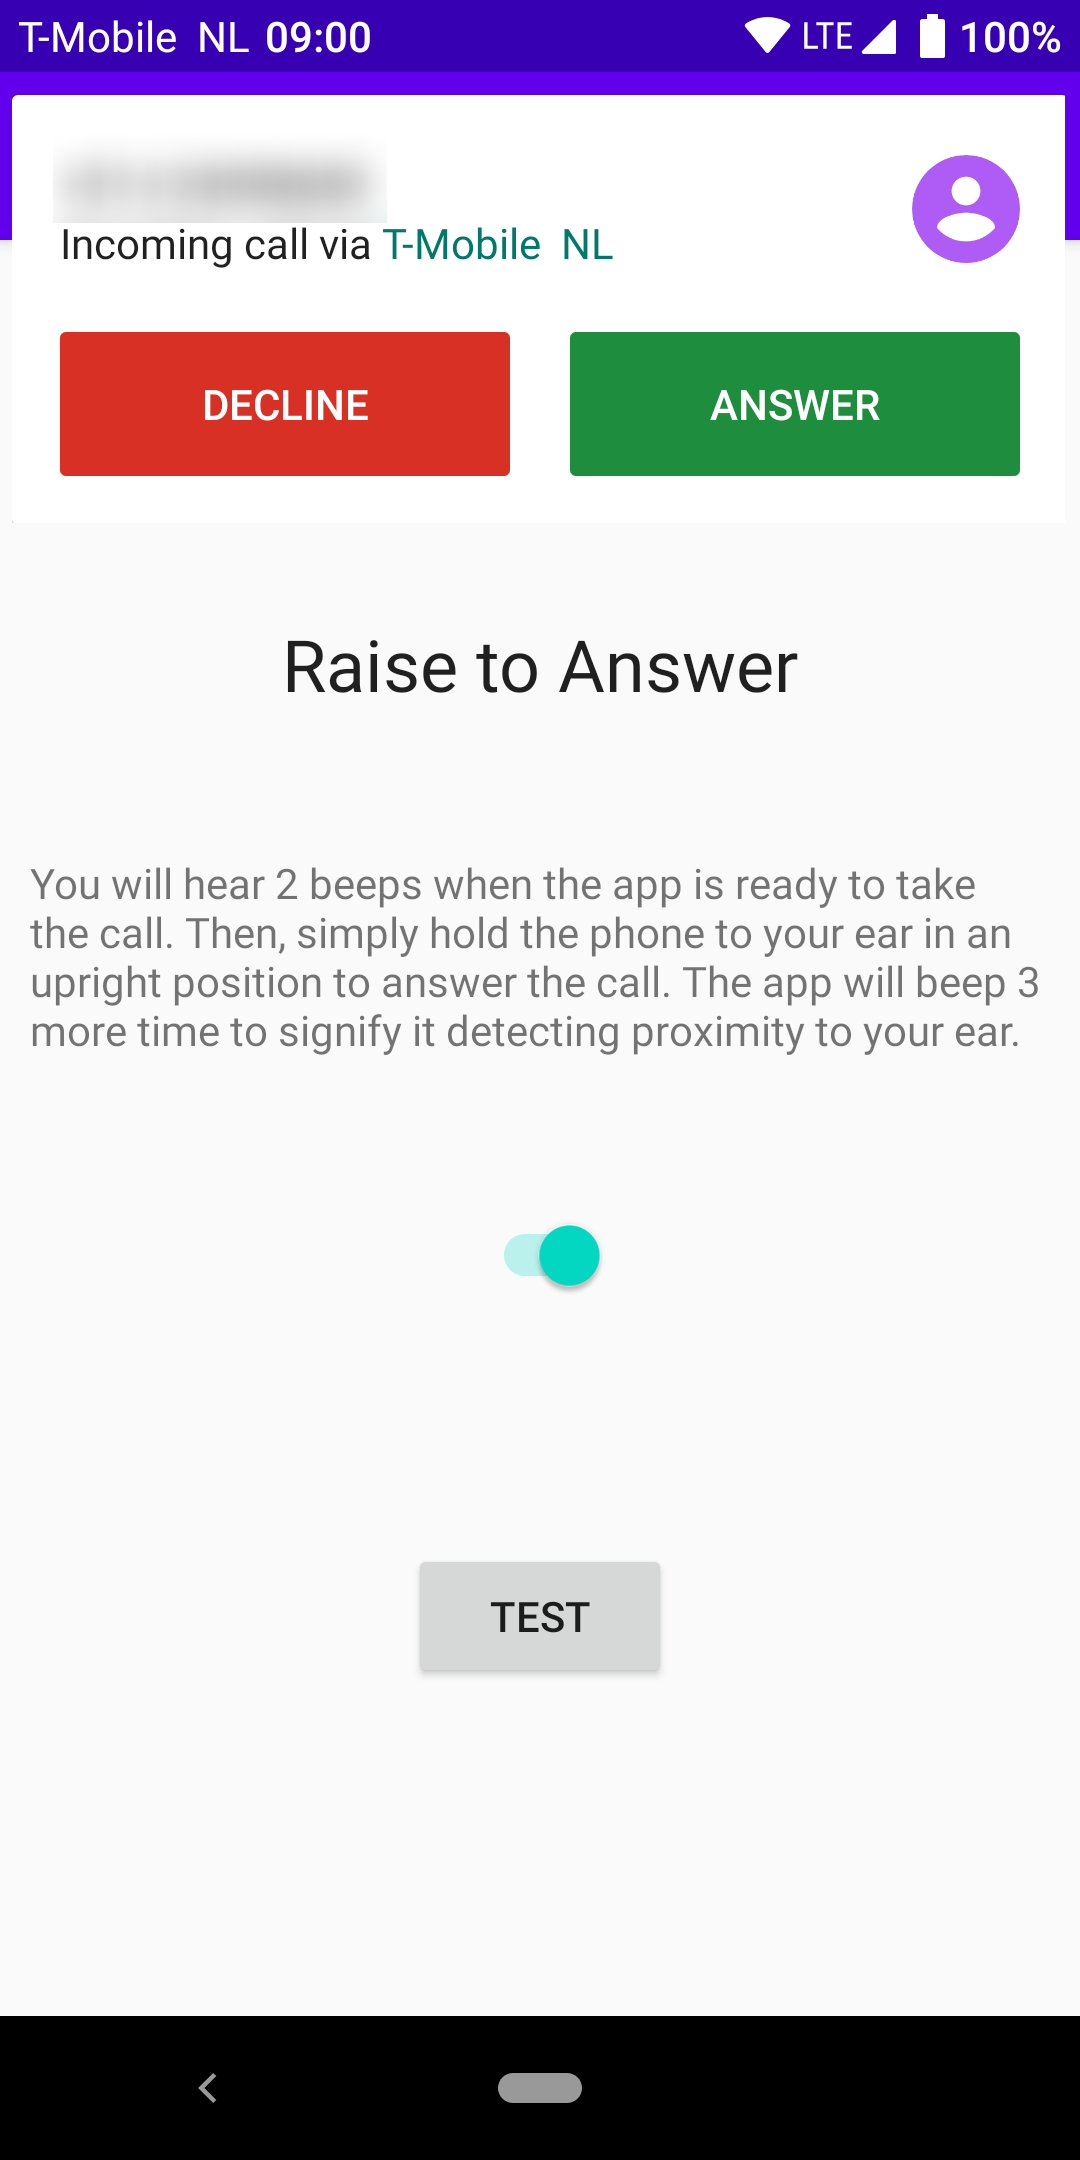 T-Mobile  NL 09:00
LTE 100%
Incoming call via T-Mobile  NL
DECLINE
ANSWER
Raise to Answer
You will hear 2 beeps when the app is ready to take
the call. Then, simply hold the phone to your ear in an
upright position to answer the call. The app will beep 3
more time to signify it detecting proximity to your ear.
TEST